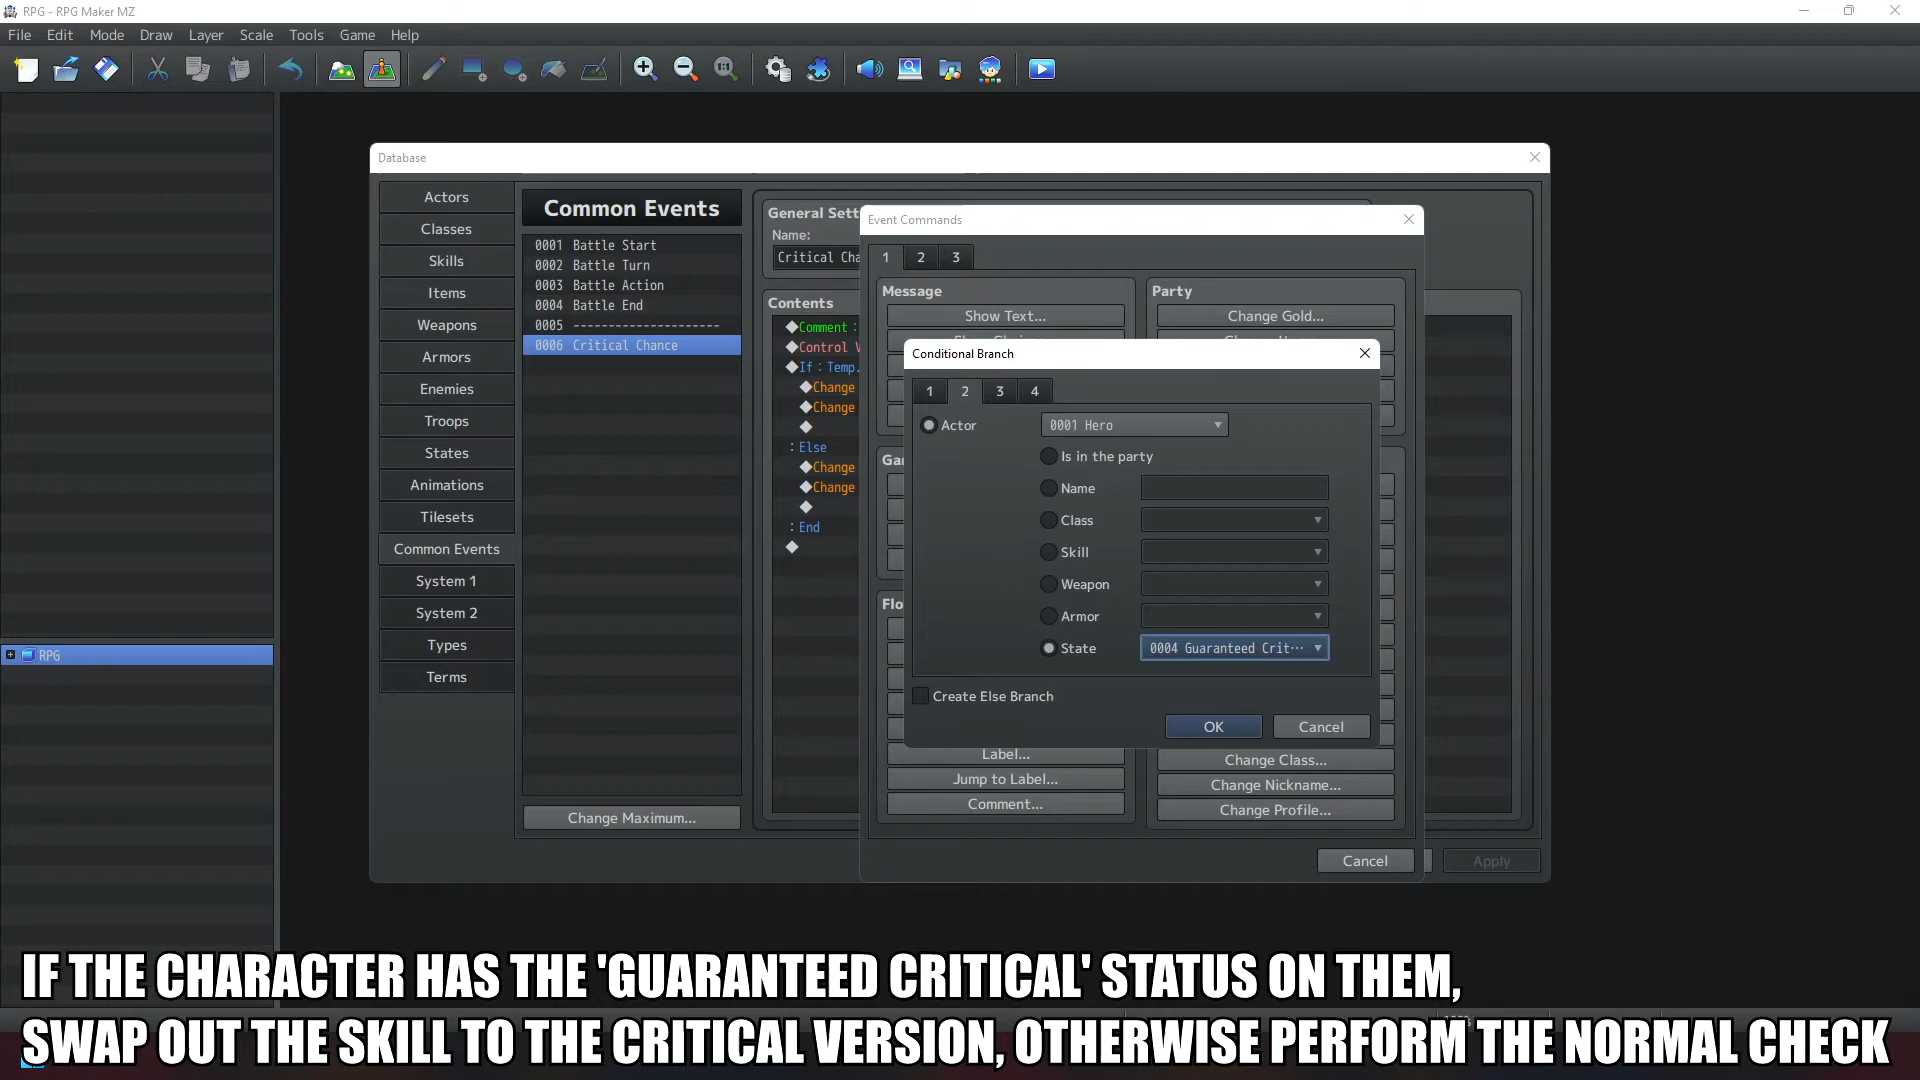 RPG - RPG Maker MZ
File Edit Mode Draw Layer Scale Tools Game Help
Database
Actors
Classes
Skills
Items
Weapons
Armors
Enemies
Troops
States
Animations
Tilesets
Common Events
System 1
System 2
Types
Terms
RPG
Common Events
0001 Battle Start
0002 Battle Turn
0003 Battle Action
0004 Battle End
0005 ---------------------
0006 Critical Chance
Change Maximum...
General Sett
Name:
Critical Cha
Contents
◆Comment :
◆Control V
◆If : Temp.
◆Change
◆Change
◆
: Else
◆Change
◆Change
◆
: End
◆
Event Commands
1 2 3
Message
Show Text...
Party
Change Gold...
Gam
Flo
Conditional Branch
1 2 3 4
Actor 0001 Hero
Is in the party
Name
Class
Skill
Weapon
Armor
State 0004 Guaranteed Crit...
Create Else Branch
OK Cancel
Label...
Jump to Label...
Comment...
Change Class...
Change Nickname...
Change Profile...
Cancel
Apply
IF THE CHARACTER HAS THE 'GUARANTEED CRITICAL' STATUS ON THEM,
SWAP OUT THE SKILL TO THE CRITICAL VERSION, OTHERWISE PERFORM THE NORMAL CHECK